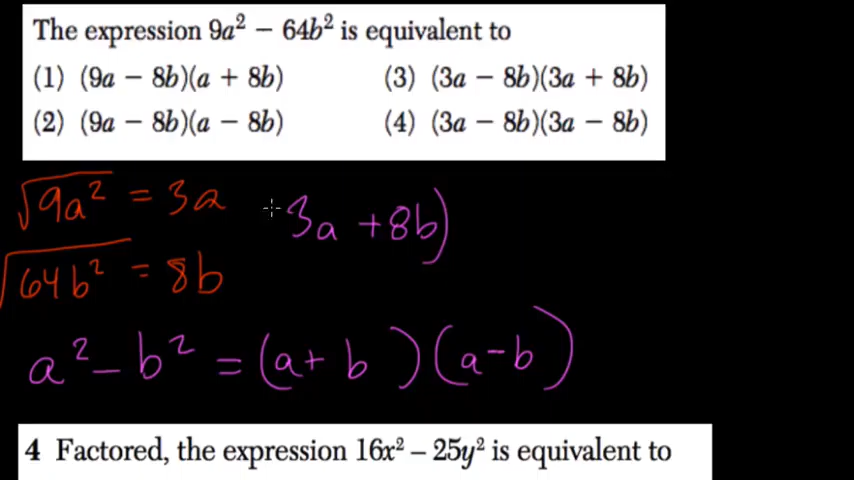 The expression 9a² − 64b² is equivalent to
(1) (9a − 8b)(a + 8b) (3) (3a − 8b)(3a + 8b)
(2) (9a − 8b)(a − 8b) (4) (3a − 8b)(3a − 8b)
√9a² = 3a 3a + 8b)
√64b² = 8b
a² − b² = (a + b)(a − b)
4 Factored, the expression 16x² − 25y² is equivalent to